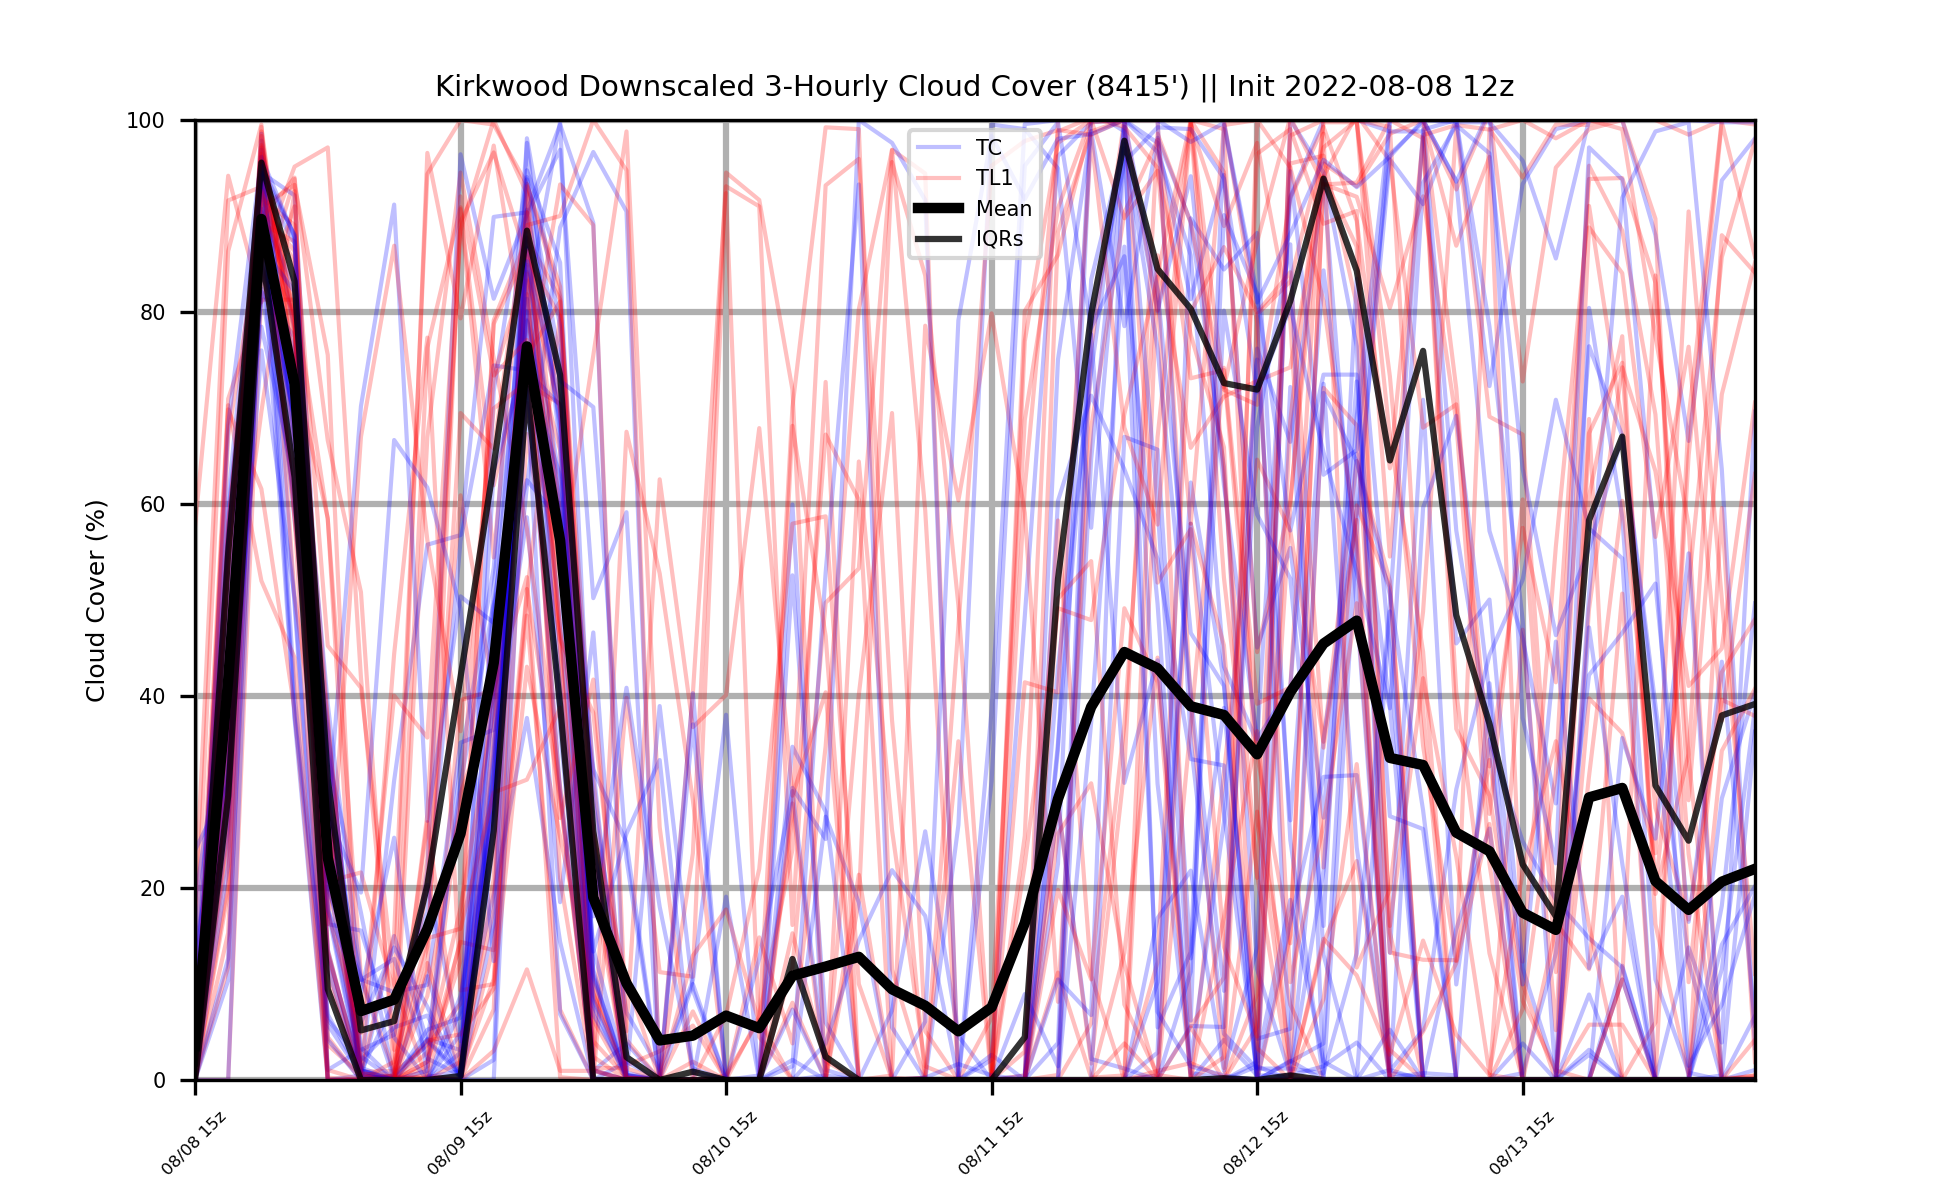 Kirkwood Downscaled 3-Hourly Cloud Cover (8415') || Init 2022-08-08 12z
Cloud Cover (%)
100
80
60
40
20
0
TC
TL1
Mean
IQRs
08/08 15z
08/09 15z
08/10 15z
08/11 15z
08/12 15z
08/13 15z